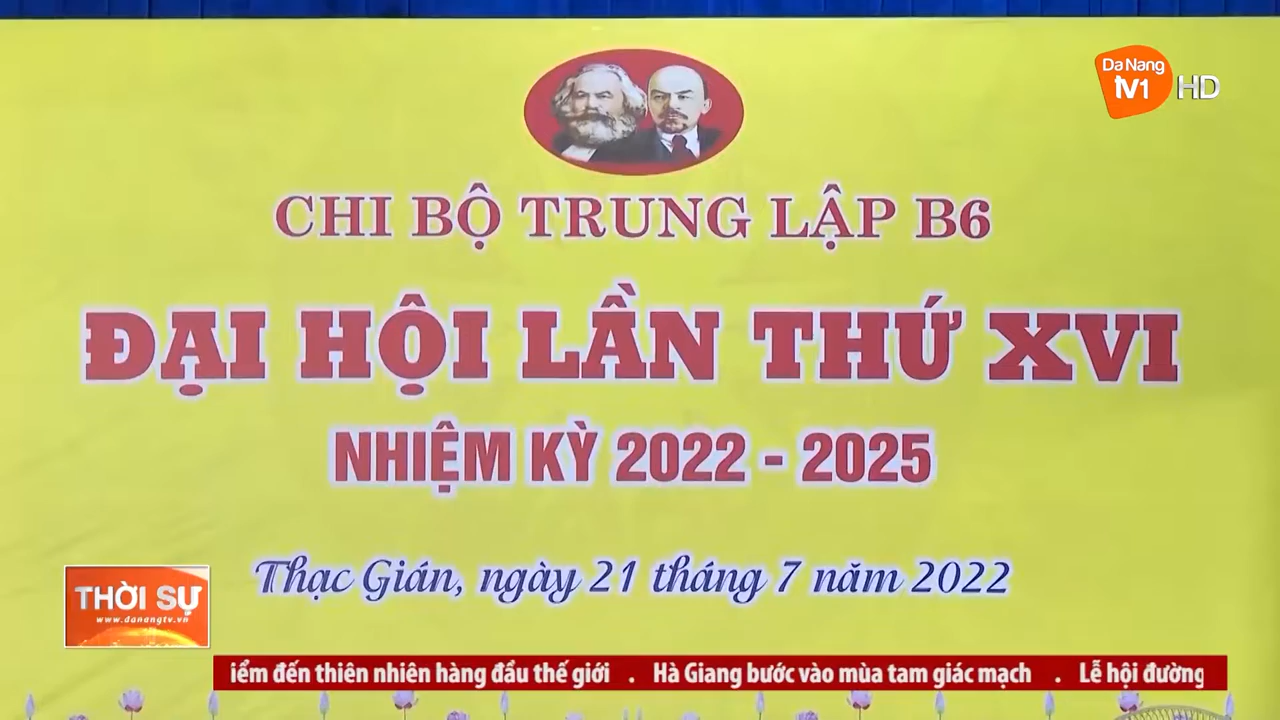 Da Nang
TV1 HD
CHI BỘ TRUNG LẬP B6
ĐẠI HỘI LẦN THỨ XVI
NHIỆM KỲ 2022 - 2025
Thạc Gián, ngày 21 tháng 7 năm 2022
THỜI SỰ
www.danangtv.vn
iểm đến thiên nhiên hàng đầu thế giới . Hà Giang bước vào mùa tam giác mạch . Lễ hội đường